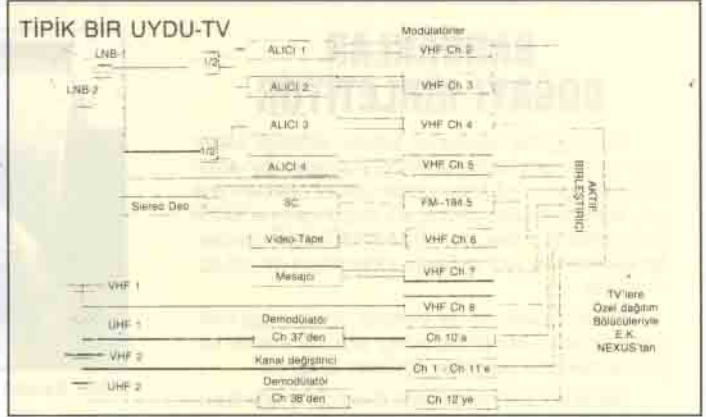 TİPİK BİR UYDU-TV
Modülatörler
LNB-1
1/2
ALICI 1
VHF Ch 2
LNB-2
ALICI 2
VHF Ch 3
ALICI 3
VHF Ch 4
1/2
ALICI 4
VHF Ch 5
AKTİF
BİRLEŞTİRİCİ
Stereo Dec
SC
FM-104.5
Video-Tape
VHF Ch 6
Mesajcı
VHF Ch 7
VHF 1
VHF Ch 8
TV'lere
Özel dağıtım
Bölücüleriyle
E.K.
NEXUS'tan
UHF 1
Demodülatör
Ch 37'den
Ch 10'a
VHF 2
Kanal değiştirici
Ch 1 - Ch 11'e
UHF 2
Demodülatör
Ch 38'den
Ch 12'ye